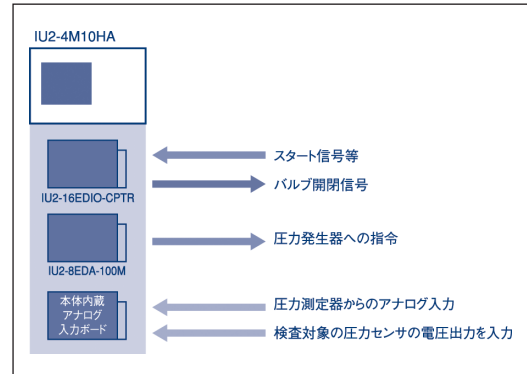 IU2-4M10HA
スタート信号等
バルブ開閉信号
IU2-16EDIO-CPTR
圧力発生器への指令
IU2-8EDA-100M
本体内蔵
アナログ
入力ボード
圧力測定器からのアナログ入力
検査対象の圧力センサの電圧出力を入力